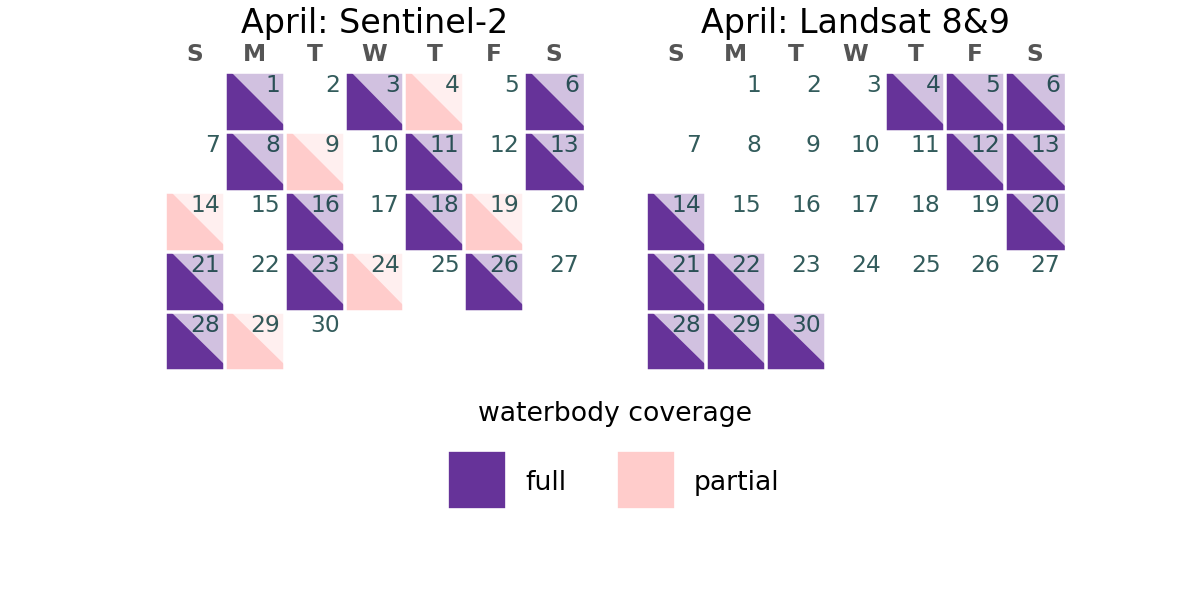 April: Sentinel-2
S M T W T F S
1 2 3 4 5 6
7 8 9 10 11 12 13
14 15 16 17 18 19 20
21 22 23 24 25 26 27
28 29 30
April: Landsat 8&9
S M T W T F S
1 2 3 4 5 6
7 8 9 10 11 12 13
14 15 16 17 18 19 20
21 22 23 24 25 26 27
28 29 30
waterbody coverage
full partial